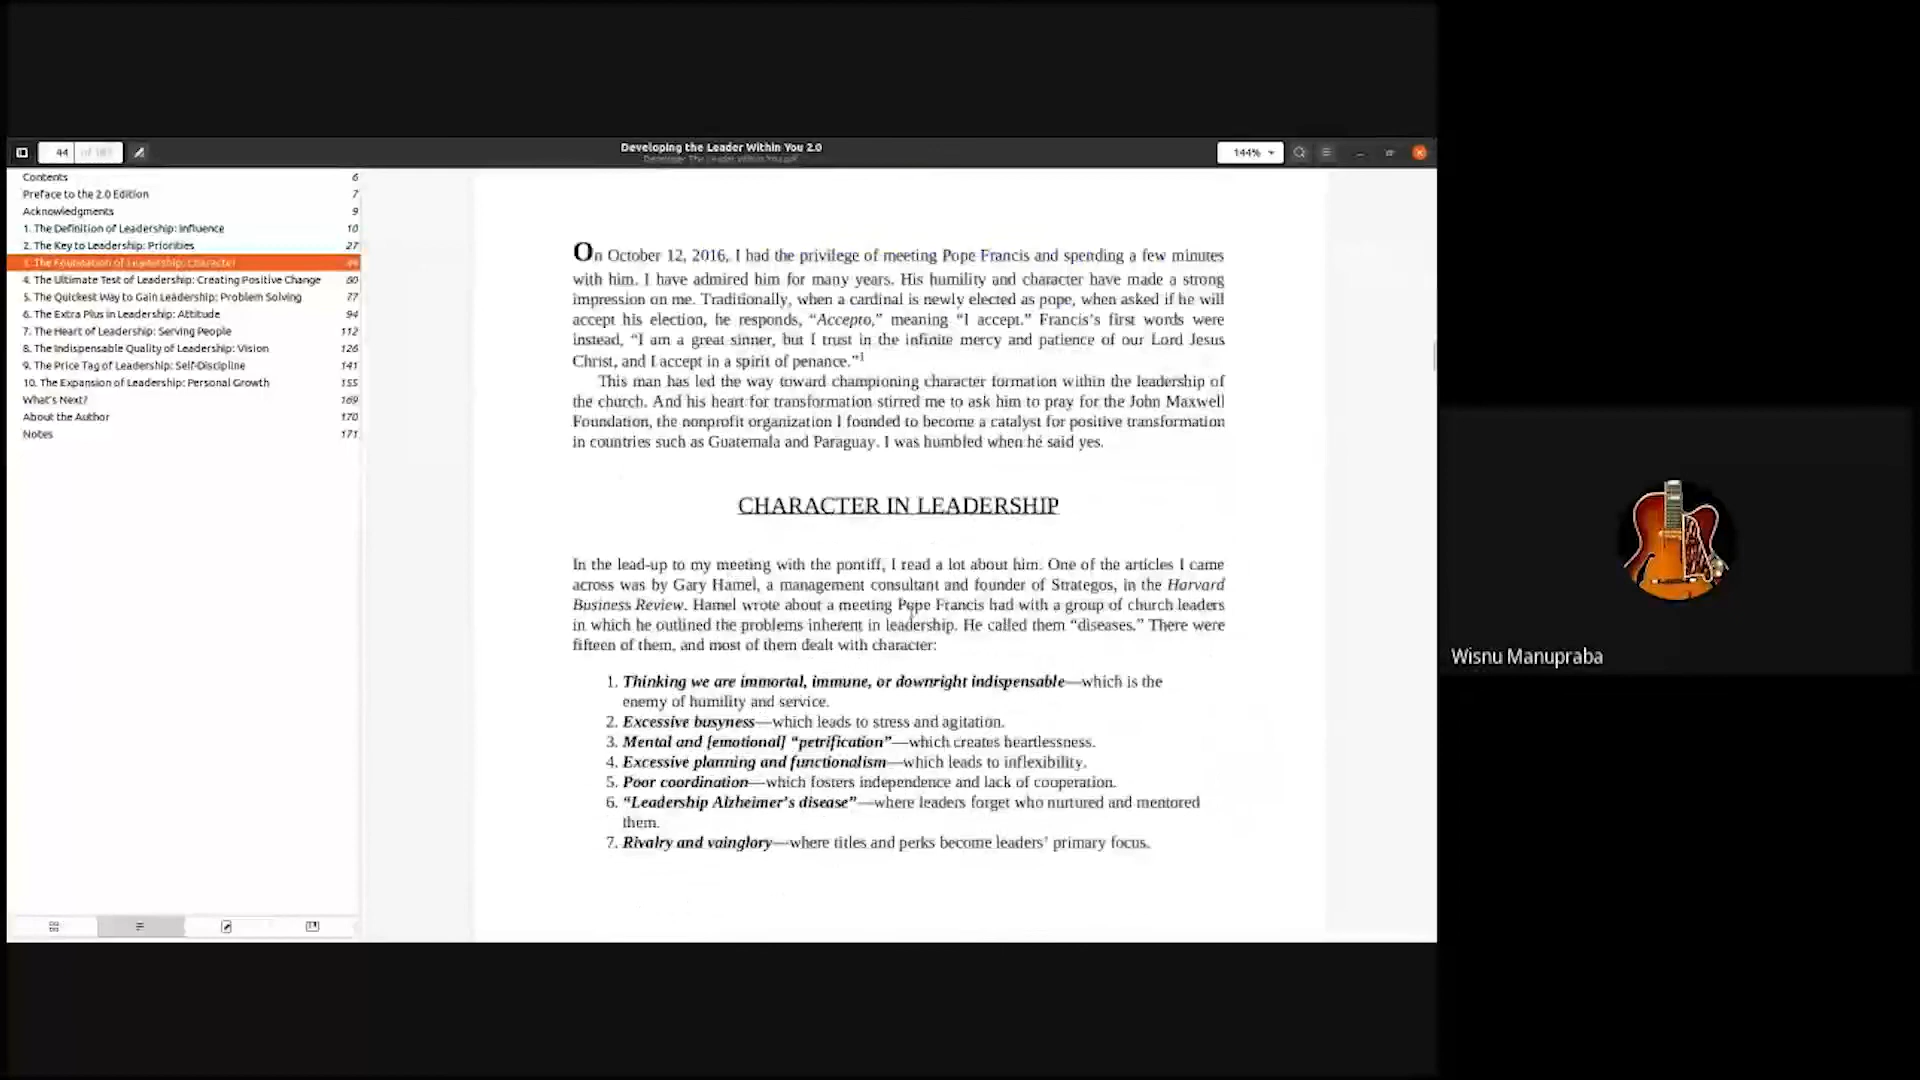 44 of 183
Developing the Leader Within You 2.0
144%
Contents 6
Preface to the 2.0 Edition 7
Acknowledgments 9
1. The Definition of Leadership: Influence 10
2. The Key to Leadership: Priorities 27
3. The Foundation of Leadership: Character 44
4. The Ultimate Test of Leadership: Creating Positive Change 60
5. The Quickest Way to Gain Leadership: Problem Solving 77
6. The Extra Plus in Leadership: Attitude 94
7. The Heart of Leadership: Serving People 112
8. The Indispensable Quality of Leadership: Vision 126
9. The Price Tag of Leadership: Self-Discipline 141
10. The Expansion of Leadership: Personal Growth 155
What's Next? 169
About the Author 170
Notes 171
On October 12, 2016, I had the privilege of meeting Pope Francis and spending a few minutes
with him. I have admired him for many years. His humility and character have made a strong
impression on me. Traditionally, when a cardinal is newly elected as pope, when asked if he will
accept his election, he responds, “Accepto,” meaning “I accept.” Francis’s first words were
instead, “I am a great sinner, but I trust in the infinite mercy and patience of our Lord Jesus
Christ, and I accept in a spirit of penance.”1
This man has led the way toward championing character formation within the leadership of
the church. And his heart for transformation stirred me to ask him to pray for the John Maxwell
Foundation, the nonprofit organization I founded to become a catalyst for positive transformation
in countries such as Guatemala and Paraguay. I was humbled when he said yes.
CHARACTER IN LEADERSHIP
In the lead-up to my meeting with the pontiff, I read a lot about him. One of the articles I came
across was by Gary Hamel, a management consultant and founder of Strategos, in the Harvard
Business Review. Hamel wrote about a meeting Pope Francis had with a group of church leaders
in which he outlined the problems inherent in leadership. He called them “diseases.” There were
fifteen of them, and most of them dealt with character:
1. Thinking we are immortal, immune, or downright indispensable—which is the
enemy of humility and service.
2. Excessive busyness—which leads to stress and agitation.
3. Mental and [emotional] “petrification”—which creates heartlessness.
4. Excessive planning and functionalism—which leads to inflexibility.
5. Poor coordination—which fosters independence and lack of cooperation.
6. “Leadership Alzheimer’s disease”—where leaders forget who nurtured and mentored
them.
7. Rivalry and vainglory—where titles and perks become leaders’ primary focus.
Wisnu Manupraba